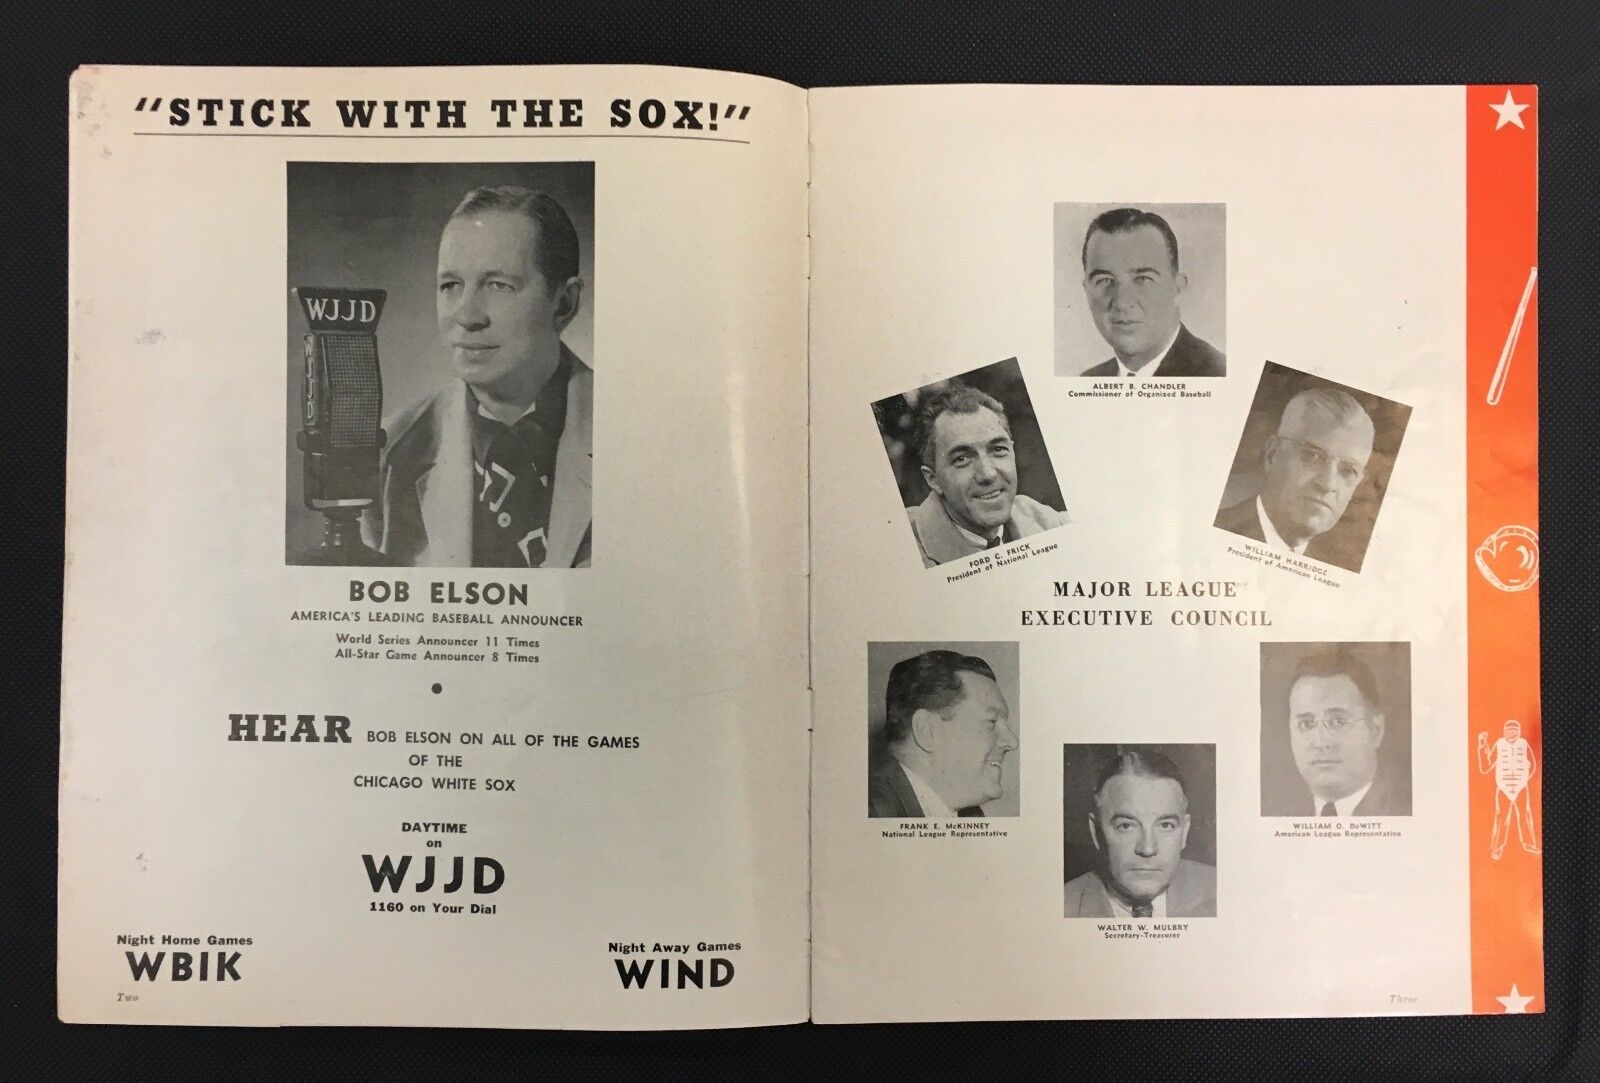 "STICK WITH THE SOX!"
WJJD
WJJD
BOB ELSON
AMERICA'S LEADING BASEBALL ANNOUNCER
World Series Announcer 11 Times
All-Star Game Announcer 8 Times
HEAR BOB ELSON ON ALL OF THE GAMES
OF THE
CHICAGO WHITE SOX
DAYTIME
on
WJJD
1160 on Your Dial
Night Home Games
WBIK
Night Away Games
WIND
Two
ALBERT B. CHANDLER
Commissioner of Organized Baseball
FORD C. FRICK
President of National League
WILLIAM HARRIDGE
President of American League
MAJOR LEAGUE
EXECUTIVE COUNCIL
FRANK E. McKINNEY
National League Representative
WILLIAM O. DeWITT
American League Representative
WALTER W. MULBRY
Secretary-Treasurer
Three